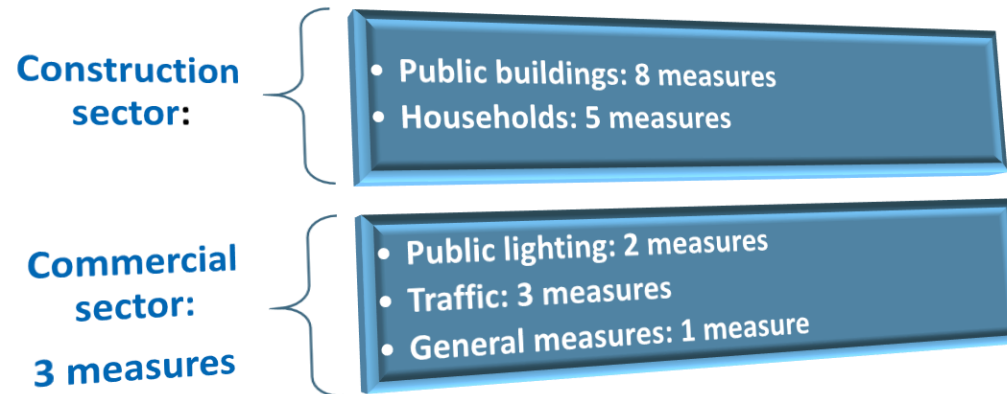 Construction
sector:
• Public buildings: 8 measures
• Households: 5 measures
Commercial
sector:
3 measures
• Public lighting: 2 measures
• Traffic: 3 measures
• General measures: 1 measure